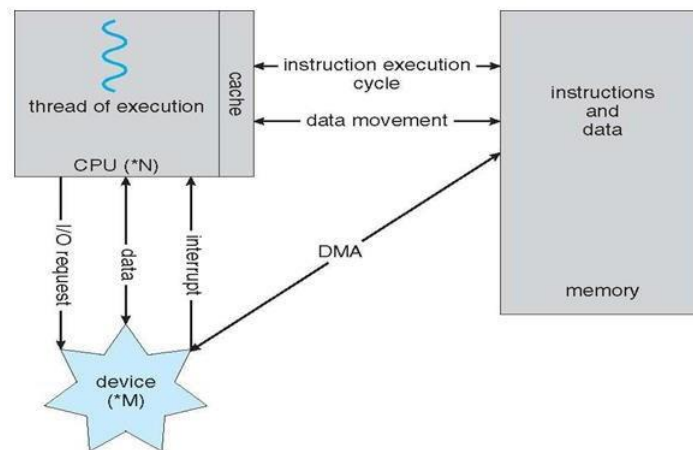 thread of execution
cache
CPU (*N)
instruction execution
cycle
data movement
instructions
and
data
memory
I/O request
data
interrupt
DMA
device
(*M)